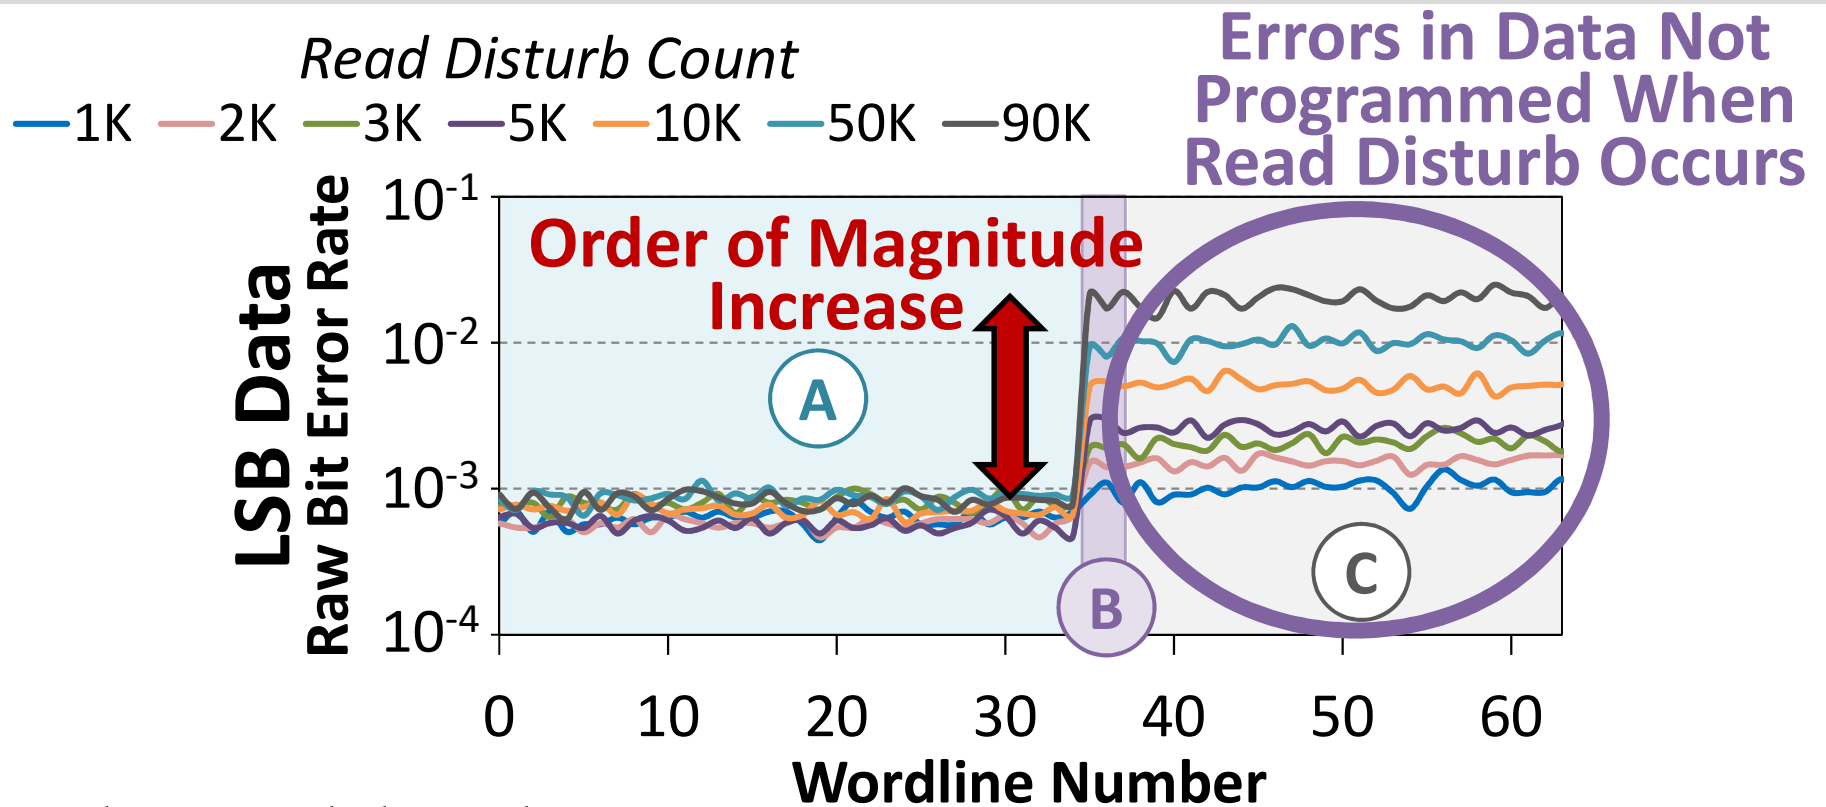 Errors in Data Not
Programmed When
Read Disturb Occurs
Read Disturb Count
1K 2K 3K 5K 10K 50K 90K
LSB Data
Raw Bit Error Rate
10-1
10-2
10-3
10-4
Order of Magnitude
Increase
A
B
C
0 10 20 30 40 50 60
Wordline Number